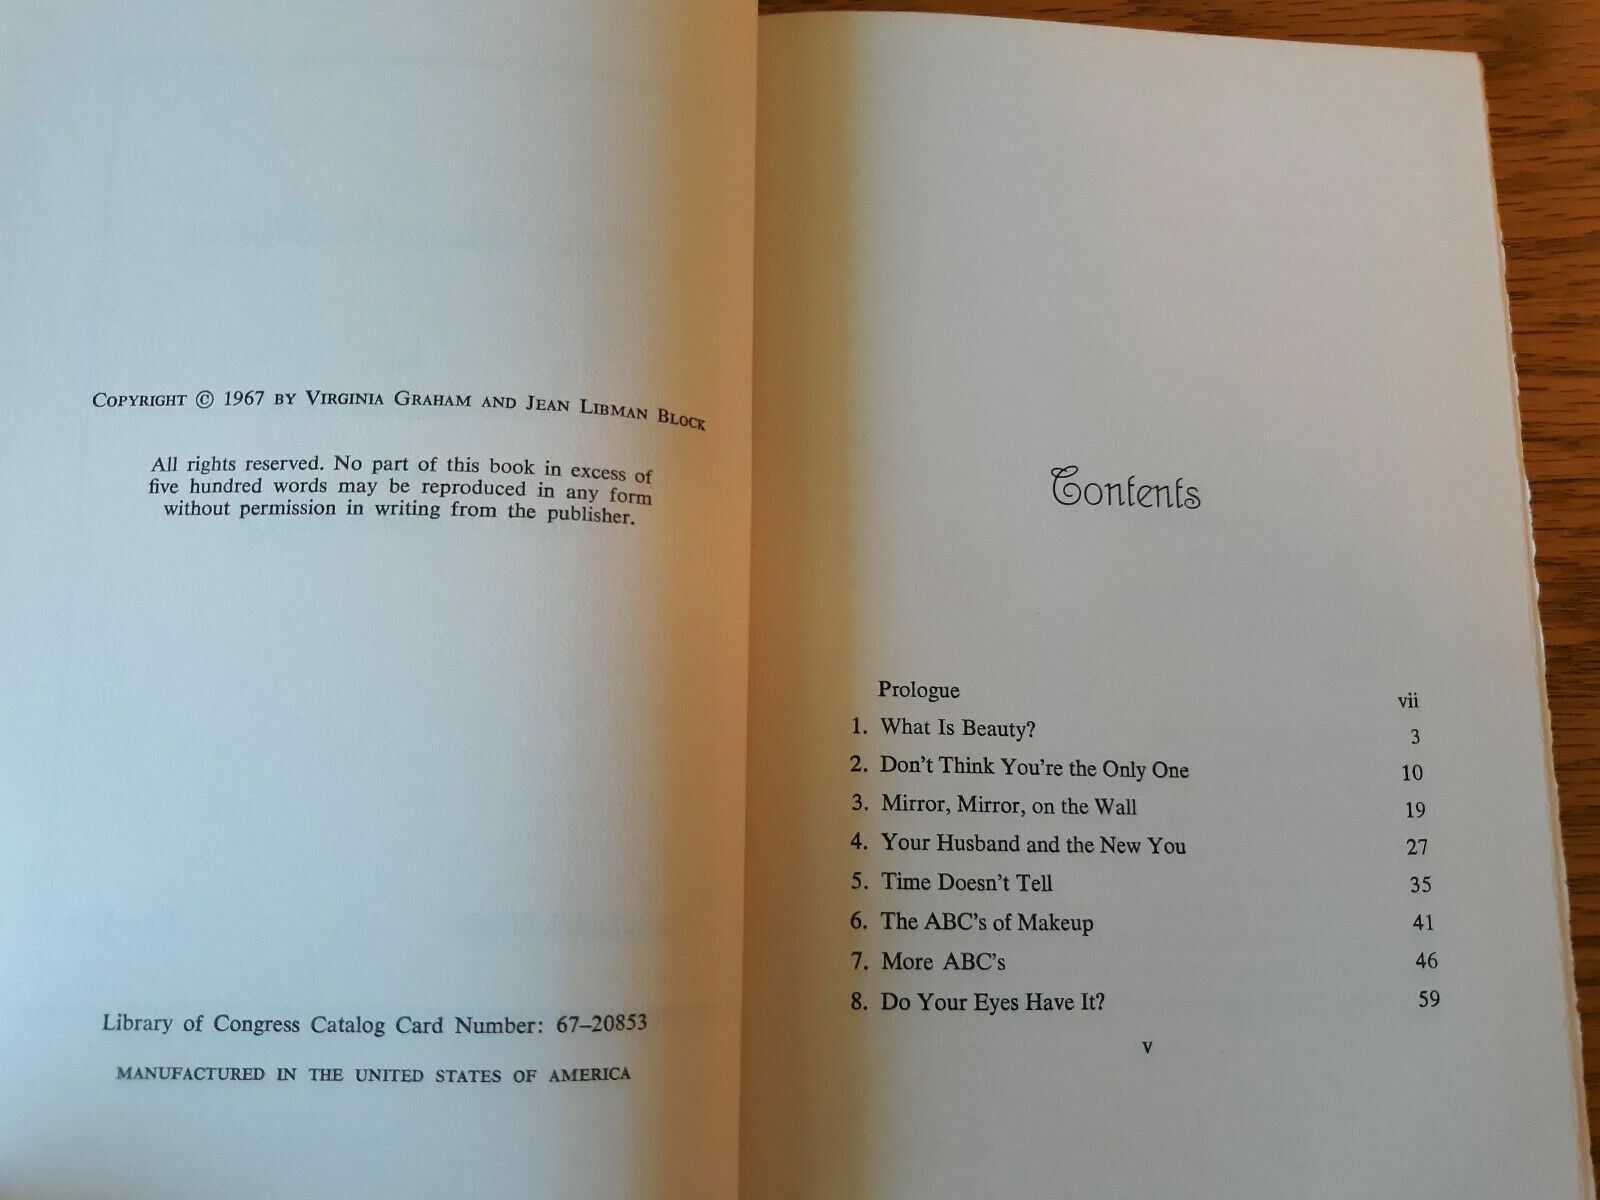 COPYRIGHT © 1967 BY VIRGINIA GRAHAM AND JEAN LIBMAN BLOCK
All rights reserved. No part of this book in excess of
five hundred words may be reproduced in any form
without permission in writing from the publisher.
Library of Congress Catalog Card Number: 67–20853
MANUFACTURED IN THE UNITED STATES OF AMERICA
Contents
Prologue vii
1. What Is Beauty? 3
2. Don't Think You're the Only One 10
3. Mirror, Mirror, on the Wall 19
4. Your Husband and the New You 27
5. Time Doesn't Tell 35
6. The ABC's of Makeup 41
7. More ABC's 46
8. Do Your Eyes Have It? 59
v